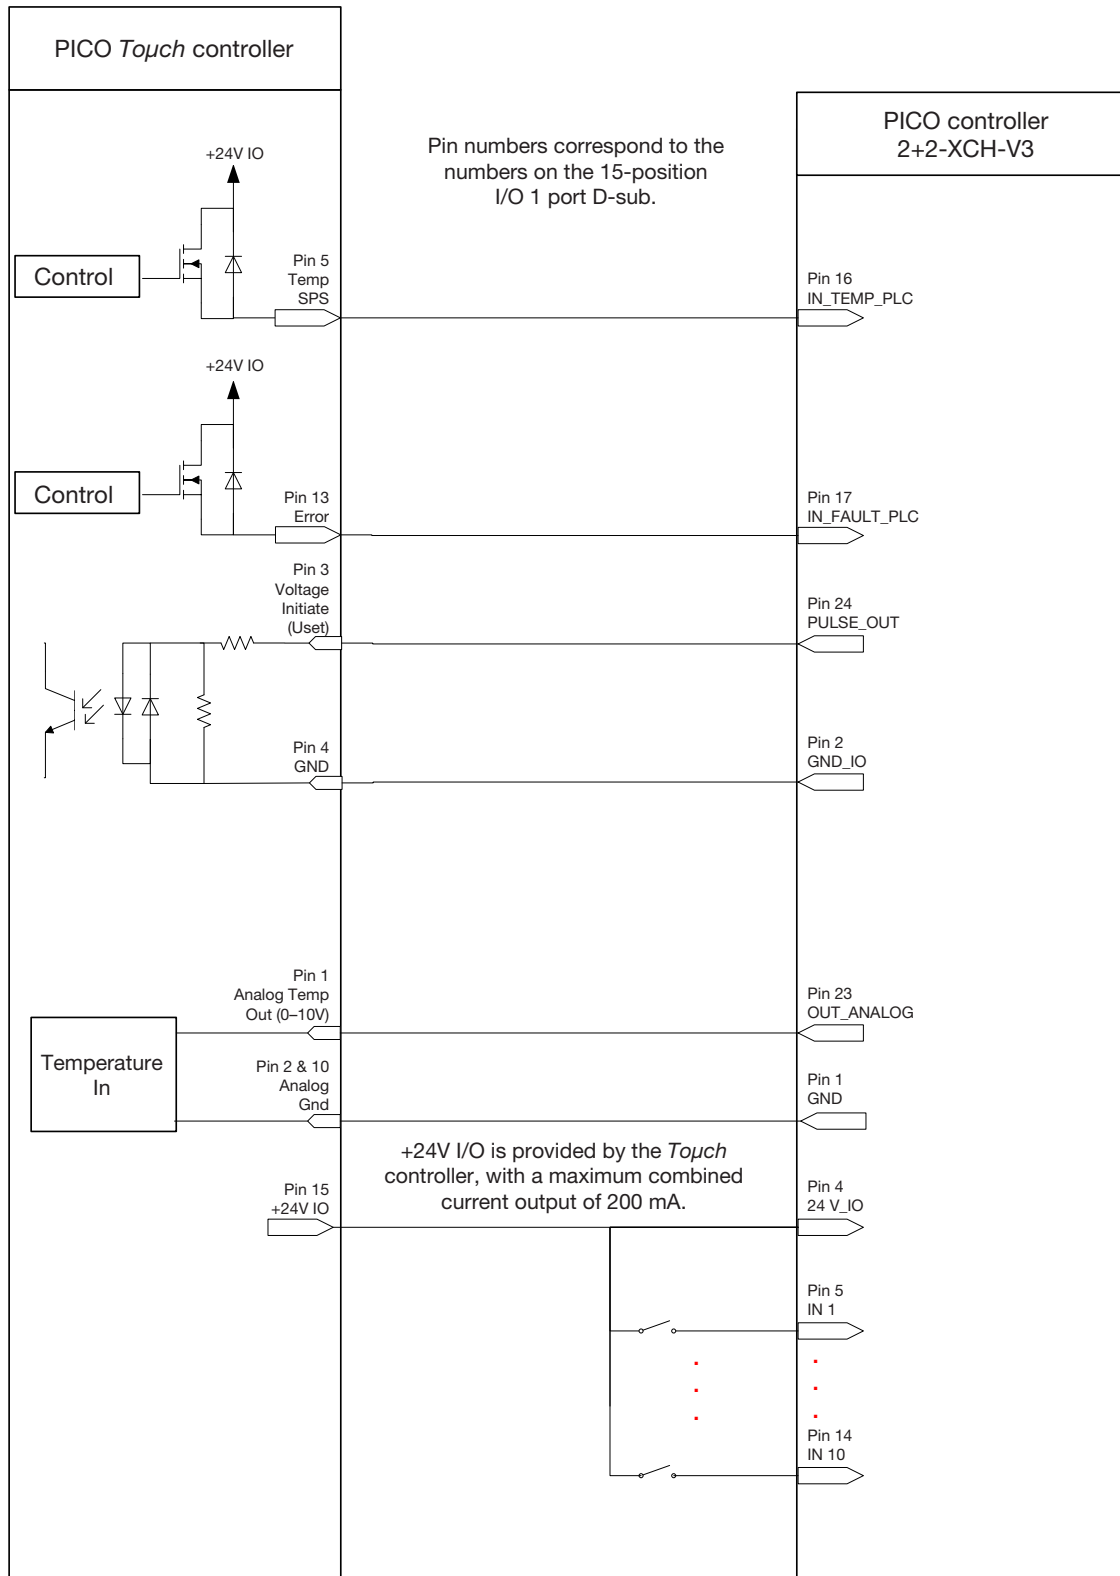 PICO Toµch controller
PICO controller
2+2-XCH-V3
Pin numbers correspond to the
numbers on the 15-position
I/O 1 port D-sub.
+24V IO
Control
Pin 5
Temp
SPS
Pin 16
IN_TEMP_PLC
+24V IO
Control
Pin 13
Error
Pin 17
IN_FAULT_PLC
Pin 3
Voltage
Initiate
(Uset)
Pin 24
PULSE_OUT
Pin 4
GND
Pin 2
GND_IO
Pin 1
Analog Temp
Out (0–10V)
Pin 23
OUT_ANALOG
Temperature
In
Pin 2 & 10
Analog
Gnd
Pin 1
GND
+24V I/O is provided by the Toµch
controller, with a maximum combined
current output of 200 mA.
Pin 15
+24V IO
Pin 4
24 V_IO
Pin 5
IN 1
Pin 14
IN 10